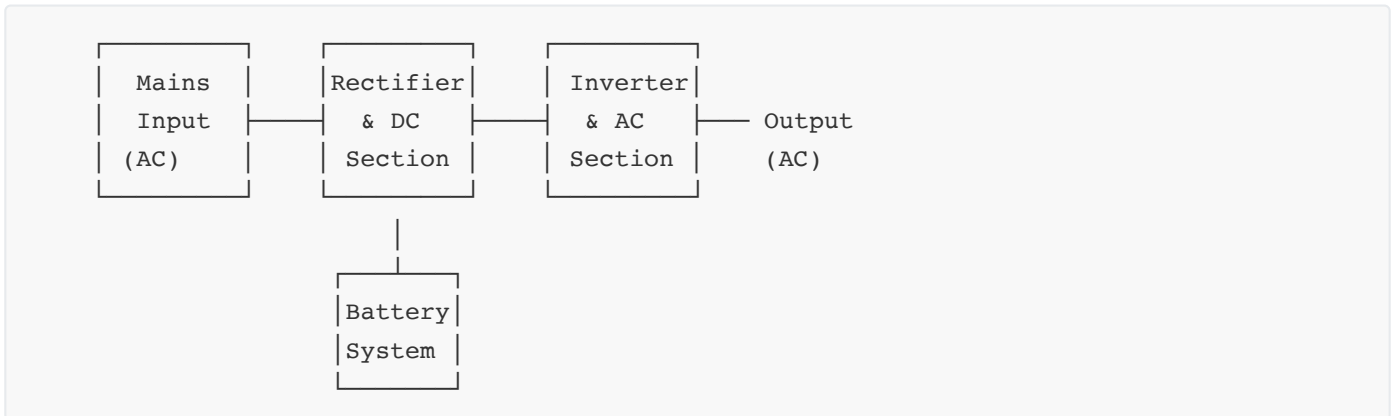 Mains Rectifier Inverter
Input & DC & AC Output
(AC) Section Section (AC)
Battery
System